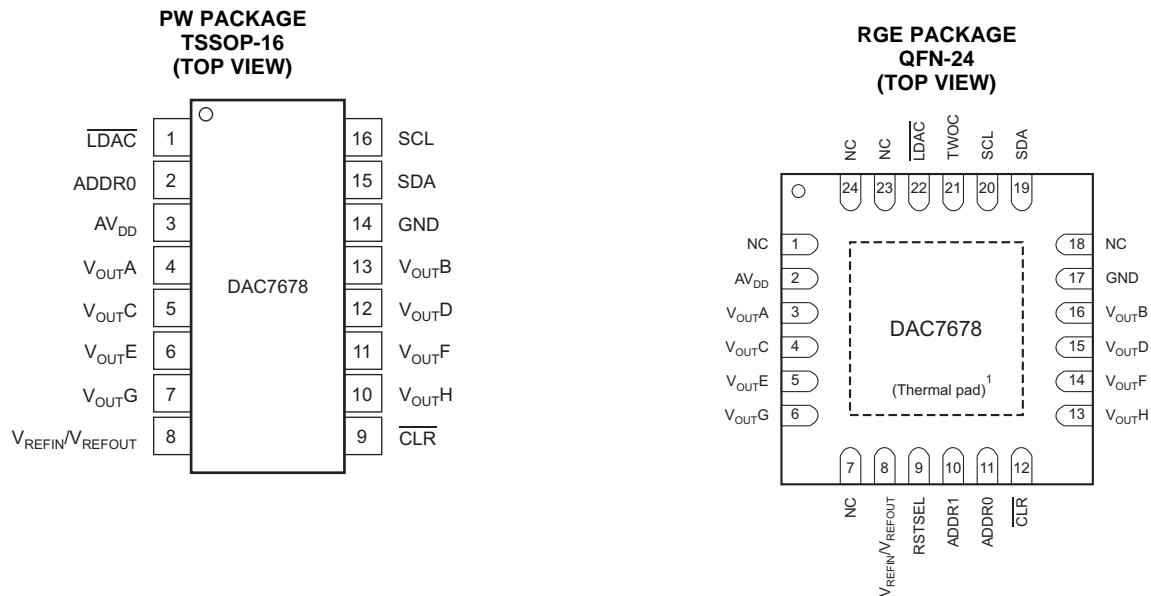 PW PACKAGE
TSSOP-16
(TOP VIEW)
LDAC 1
ADDR0 2
AVDD 3
VOUTA 4
VOUTC 5
VOUTE 6
VOUTG 7
VREFIN/VREFOUT 8
DAC7678
16 SCL
15 SDA
14 GND
13 VOUTB
12 VOUTD
11 VOUTF
10 VOUTH
9 CLR
RGE PACKAGE
QFN-24
(TOP VIEW)
NC NC LDAC TWOC SCL SDA
24 23 22 21 20 19
NC 1
AVDD 2
VOUTA 3
VOUTC 4
VOUTE 5
VOUTG 6
DAC7678
(Thermal pad)1
18 NC
17 GND
16 VOUTB
15 VOUTD
14 VOUTF
13 VOUTH
7 8 9 10 11 12
NC VREFIN/VREFOUT RSTSEL ADDR1 ADDR0 CLR